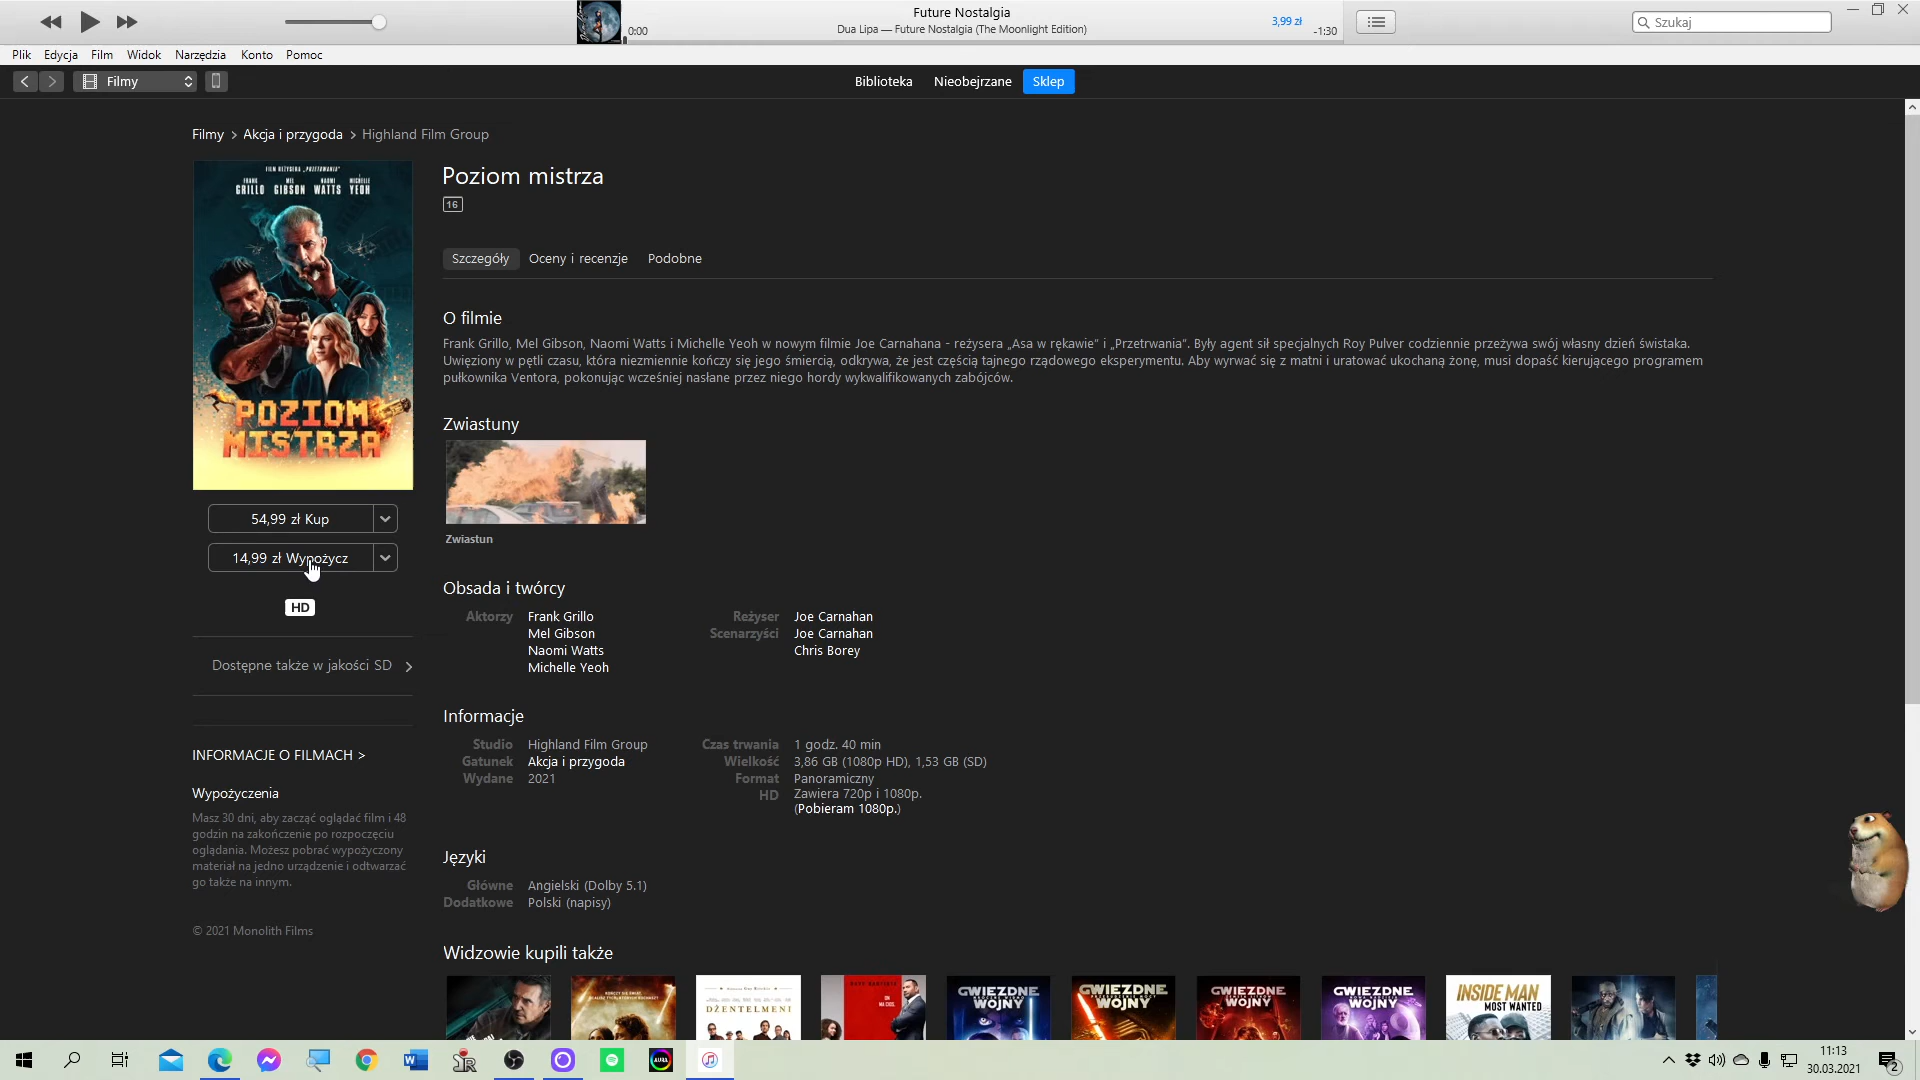 Future Nostalgia
Dua Lipa — Future Nostalgia (The Moonlight Edition)
0:00
3,99 zł
-1:30
Szukaj
Plik Edycja Film Widok Narzędzia Konto Pomoc
Filmy
Biblioteka Nieobejrzane Sklep
Filmy > Akcja i przygoda > Highland Film Group
FILM REŻYSERA „PRZETRWANIA”
FRANK GRILLO MEL GIBSON NAOMI WATTS MICHELLE YEOH
POZIOM
MISTRZA
Poziom mistrza
16
Szczegóły Oceny i recenzje Podobne
O filmie
Frank Grillo, Mel Gibson, Naomi Watts i Michelle Yeoh w nowym filmie Joe Carnahana - reżysera „Asa w rękawie” i „Przetrwania”. Były agent sił specjalnych Roy Pulver codziennie przeżywa swój własny dzień świstaka.
Uwięziony w pętli czasu, która niezmiennie kończy się jego śmiercią, odkrywa, że jest częścią tajnego rządowego eksperymentu. Aby wyrwać się z matni i uratować ukochaną żonę, musi dopaść kierującego programem
pułkownika Ventora, pokonując wcześniej nasłane przez niego hordy wykwalifikowanych zabójców.
Zwiastuny
Zwiastun
54,99 zł Kup
14,99 zł Wypożycz
HD
Dostępne także w jakości SD >
INFORMACJE O FILMACH >
Wypożyczenia
Masz 30 dni, aby zacząć oglądać film i 48
godzin na zakończenie po rozpoczęciu
oglądania. Możesz pobrać wypożyczony
materiał na jedno urządzenie i odtwarzać
go także na innym.
© 2021 Monolith Films
Obsada i twórcy
Aktorzy Frank Grillo Reżyser Joe Carnahan
Mel Gibson Scenarzyści Joe Carnahan
Naomi Watts Chris Borey
Michelle Yeoh
Informacje
Studio Highland Film Group Czas trwania 1 godz. 40 min
Gatunek Akcja i przygoda Wielkość 3,86 GB (1080p HD), 1,53 GB (SD)
Wydane 2021 Format Panoramiczny
HD Zawiera 720p i 1080p.
(Pobieram 1080p.)
Języki
Główne Angielski (Dolby 5.1)
Dodatkowe Polski (napisy)
Widzowie kupili także
DŻENTELMENI
GWIEZDNE WOJNY
GWIEZDNE WOJNY
GWIEZDNE WOJNY
GWIEZDNE WOJNY
INSIDE MAN
MOST WANTED
AURA
11:13
30.03.2021
2